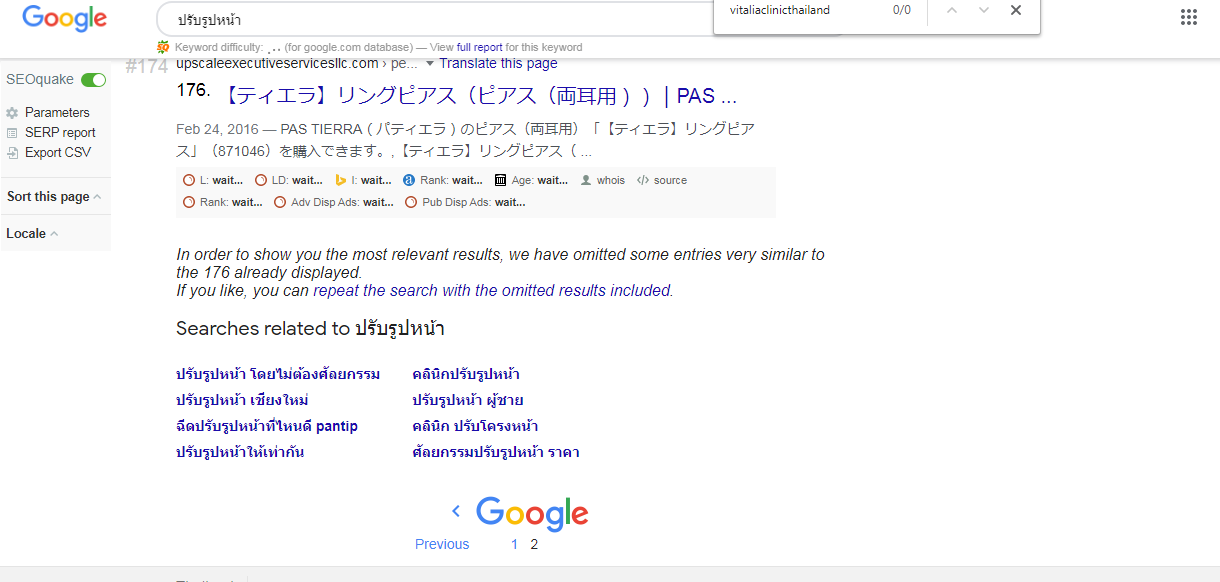 Google
ปรับรูปหน้า
vitaliaclinicthailand 0/0
Keyword difficulty: ... (for google.com database) — View full report for this keyword
SEOquake
Parameters
SERP report
Export CSV
Sort this page
Locale
#174
upscaleexecutiveservicesllc.com › pe... Translate this page
176. 【ティエラ】リングピアス（ピアス（両耳用））| PAS ...
Feb 24, 2016 — PAS TIERRA ( パティエラ ) のピアス（両耳用）「【ティエラ】リングピア
ス」（871046）を購入できます。,【ティエラ】リングピアス（ ...
L: wait... LD: wait... I: wait... Rank: wait... Age: wait... whois source
Rank: wait... Adv Disp Ads: wait... Pub Disp Ads: wait...
In order to show you the most relevant results, we have omitted some entries very similar to
the 176 already displayed.
If you like, you can repeat the search with the omitted results included.
Searches related to ปรับรูปหน้า
ปรับรูปหน้า โดยไม่ต้องศัลยกรรม คลินิกปรับรูปหน้า
ปรับรูปหน้า เชียงใหม่ ปรับรูปหน้า ผู้ชาย
ฉีดปรับรูปหน้าที่ไหนดี pantip คลินิก ปรับโครงหน้า
ปรับรูปหน้าให้เท่ากัน ศัลยกรรมปรับรูปหน้า ราคา
Google
Previous 1 2